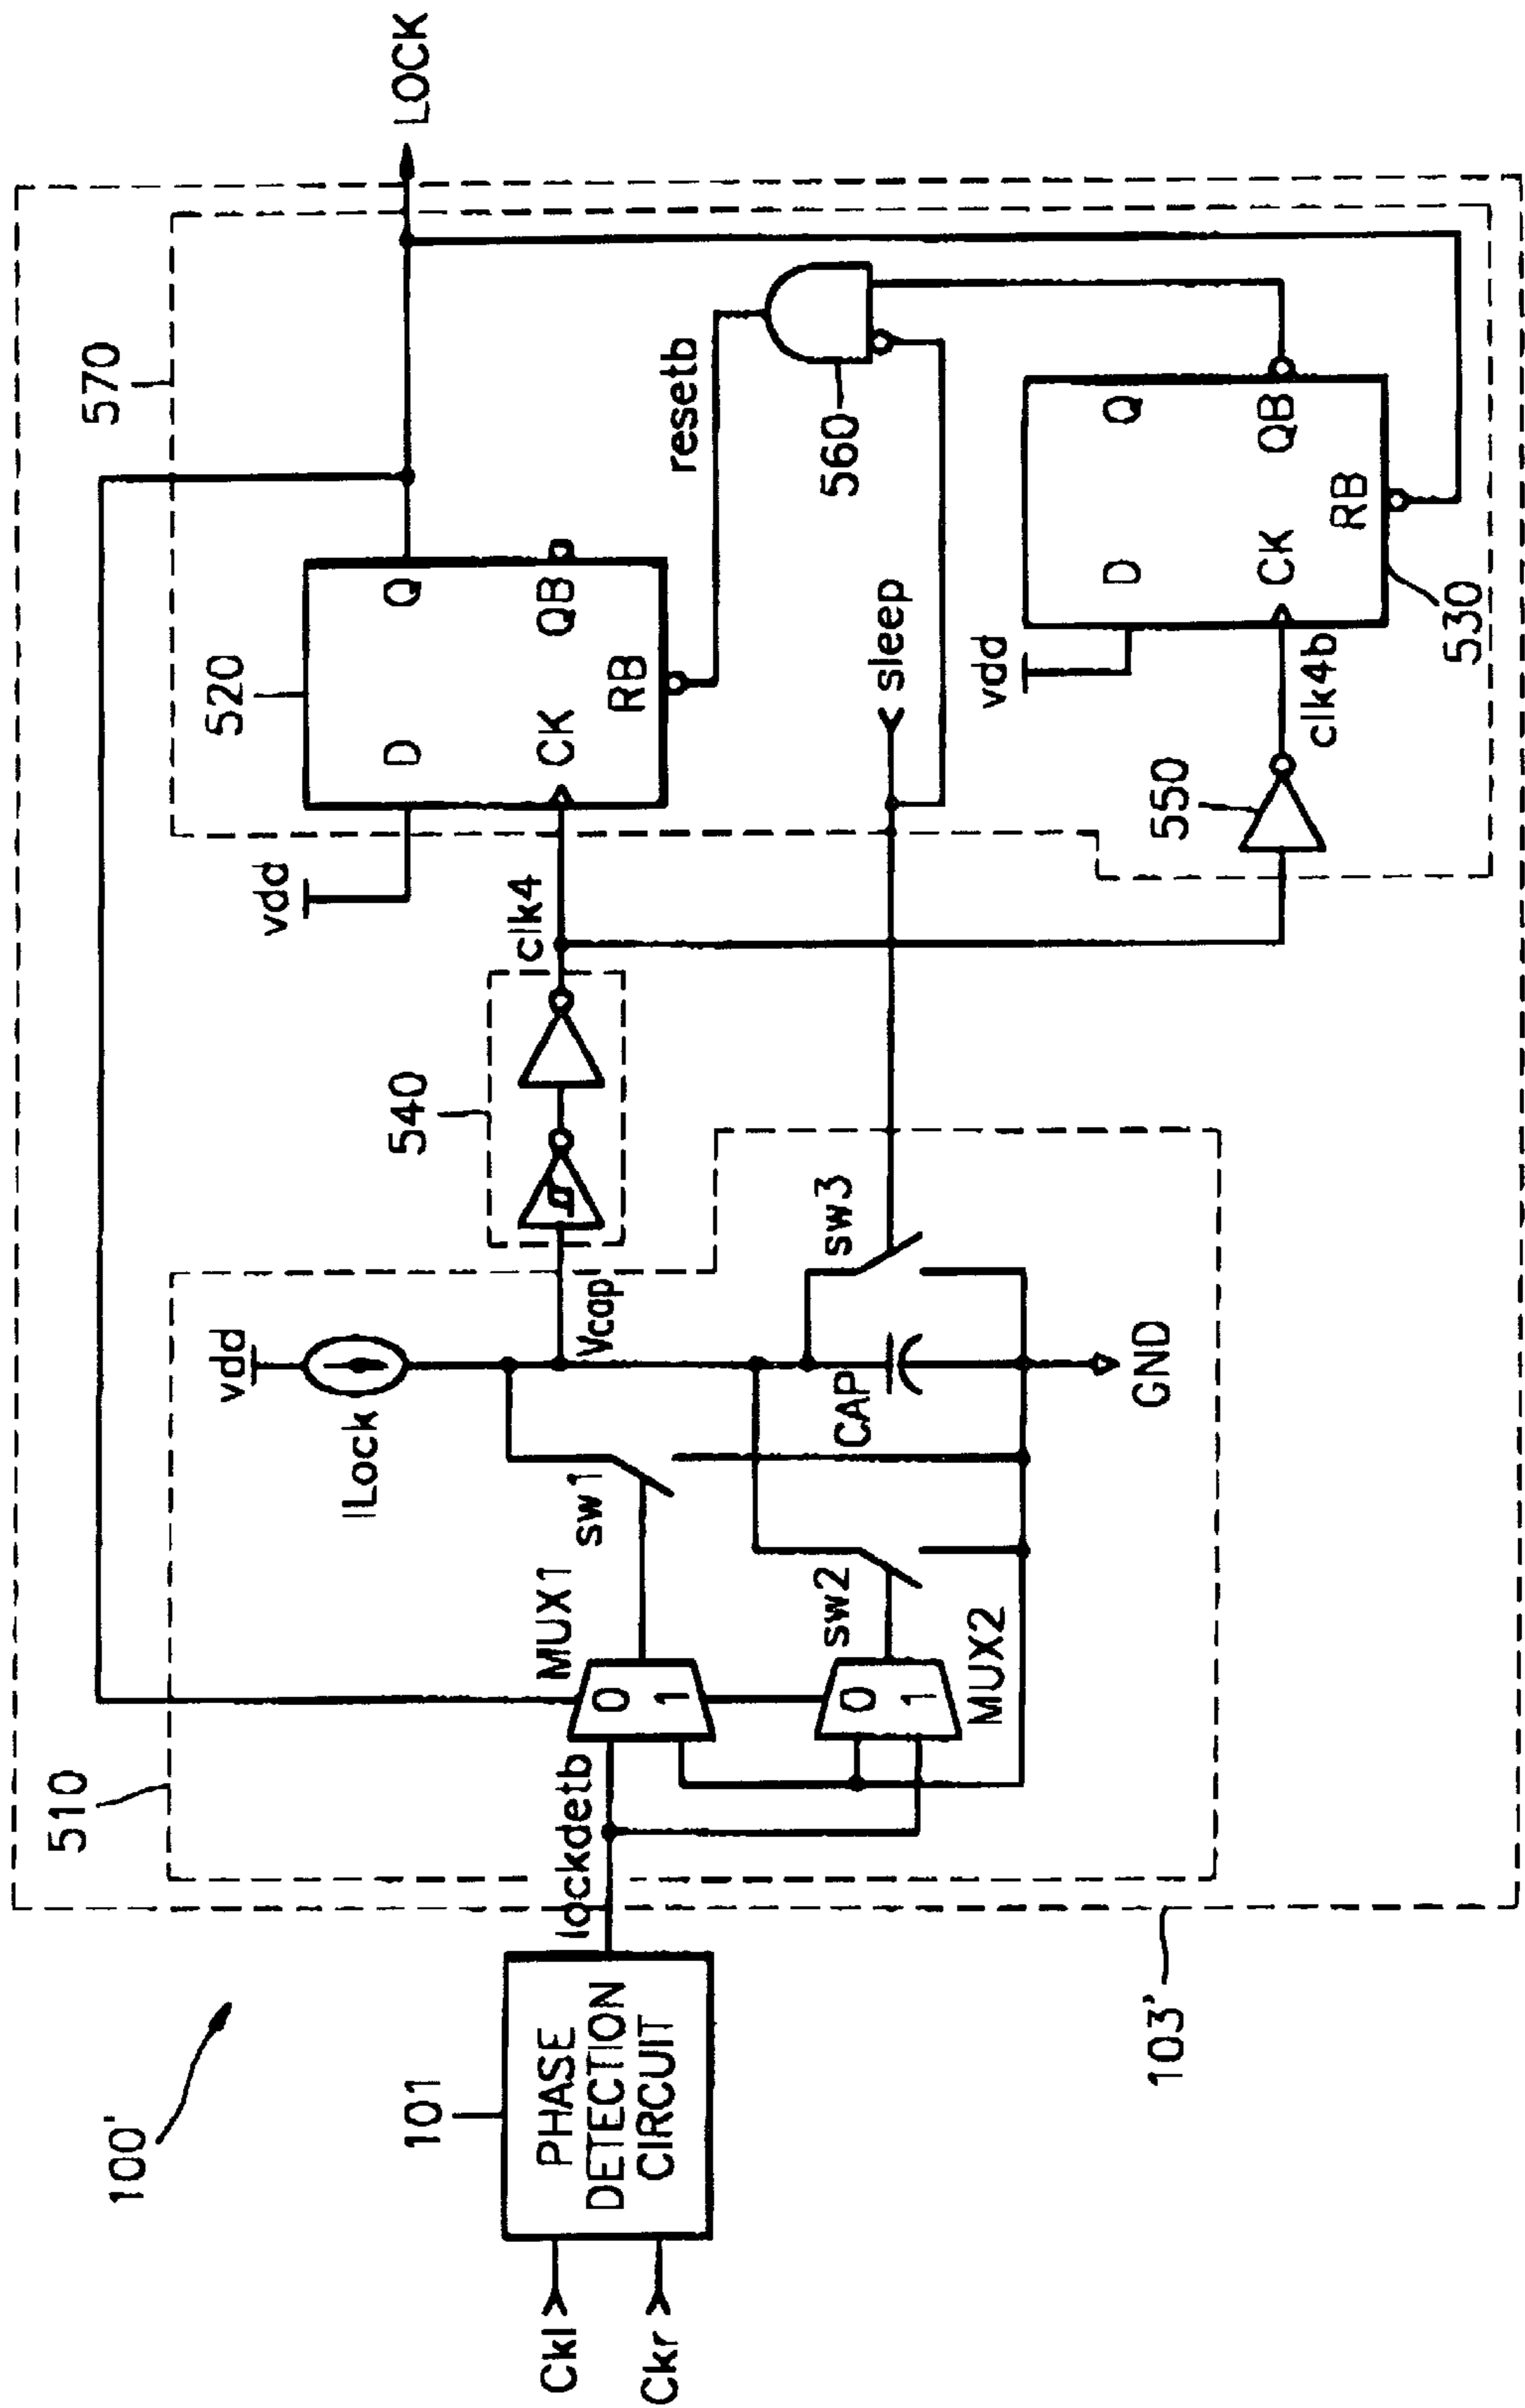 100'
101
PHASE
DETECTION
CIRCUIT
Ckl
Ckr
lockdetb
103'
510
MUX1
0
1
MUX2
0
1
sw1
sw2
sw3
vdd
ILock
Vcap
CAP
GND
540
clk4
vdd
520
D
Q
CK
QB
RB
570
LOCK
resetb
560
sleep
vdd
D
Q
CK
QB
RB
530
550
clk4b